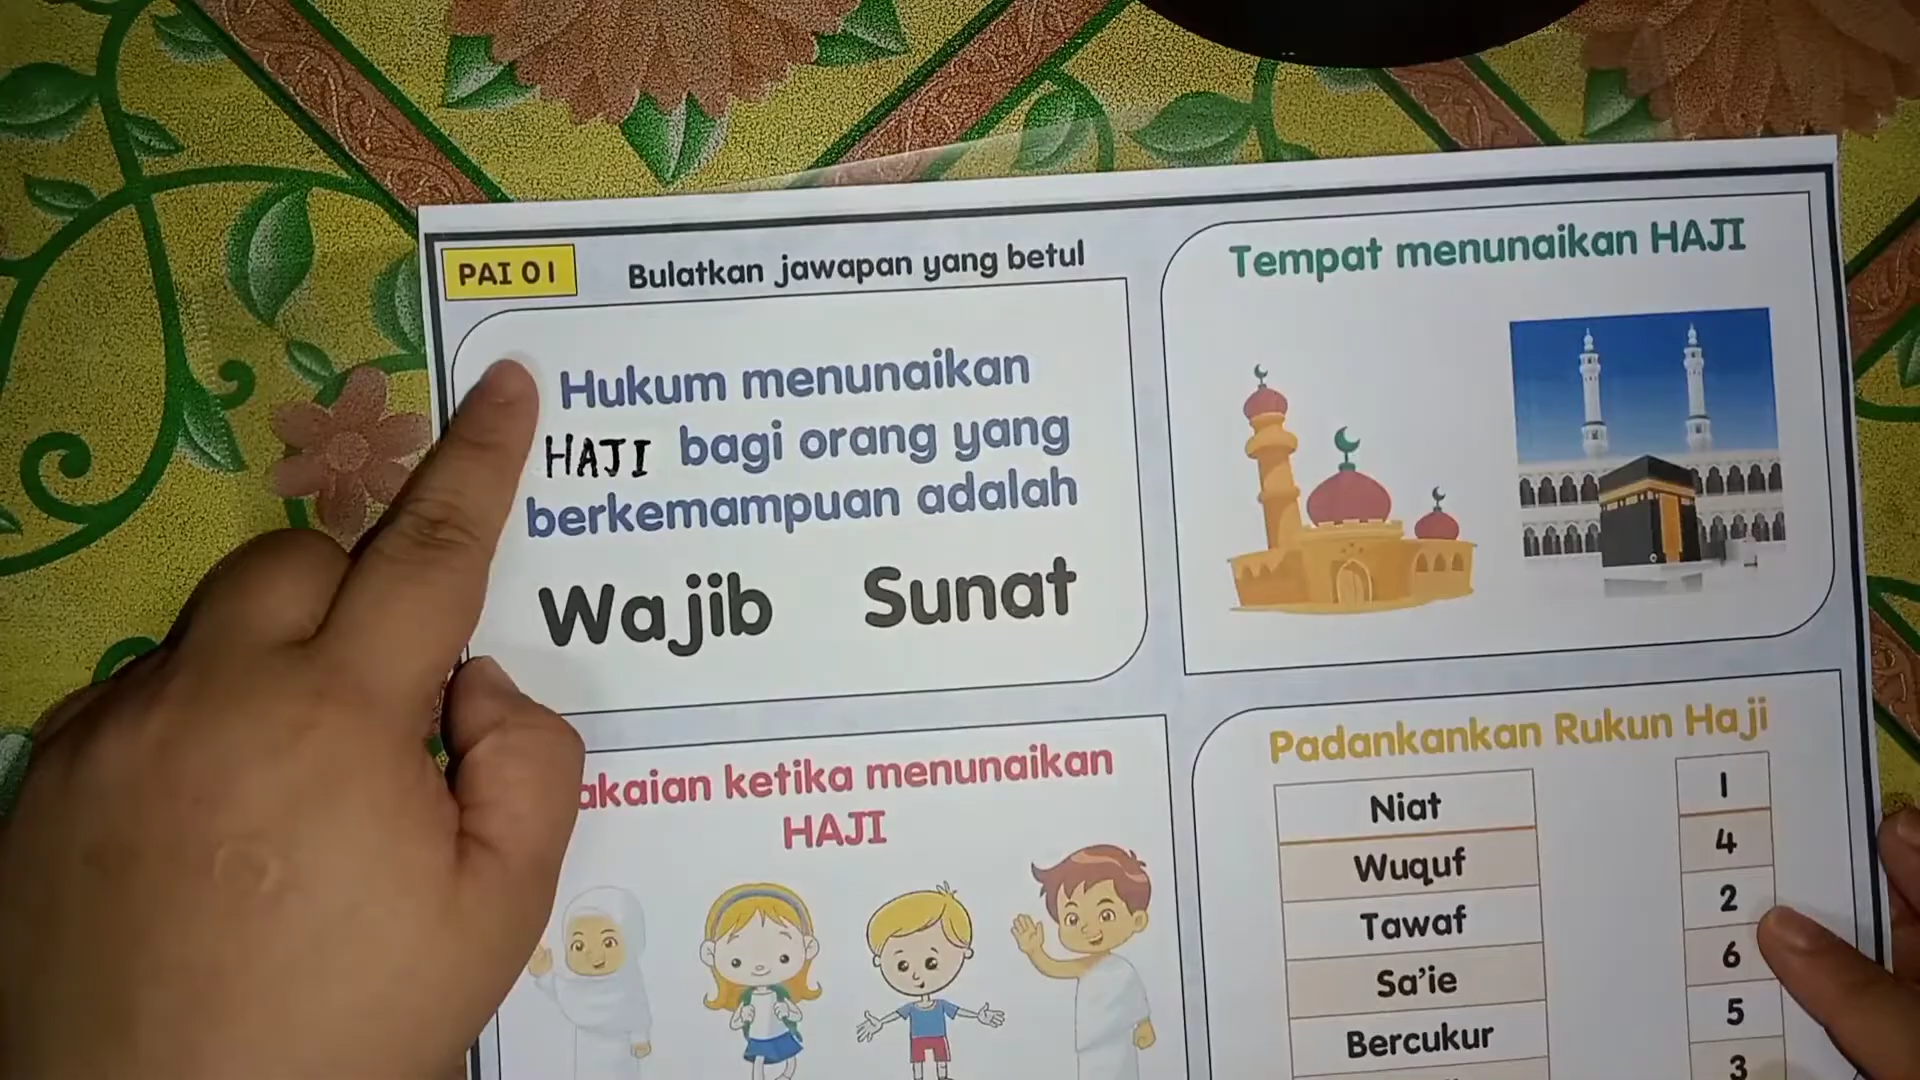 PAI 01
Bulatkan jawapan yang betul
Hukum menunaikan
HAJI bagi orang yang
berkemampuan adalah
Wajib Sunat
Tempat menunaikan HAJI
akaian ketika menunaikan
HAJI
Padankankan Rukun Haji
Niat 1
Wuquf 4
Tawaf 2
Sa'ie 6
Bercukur 5
3